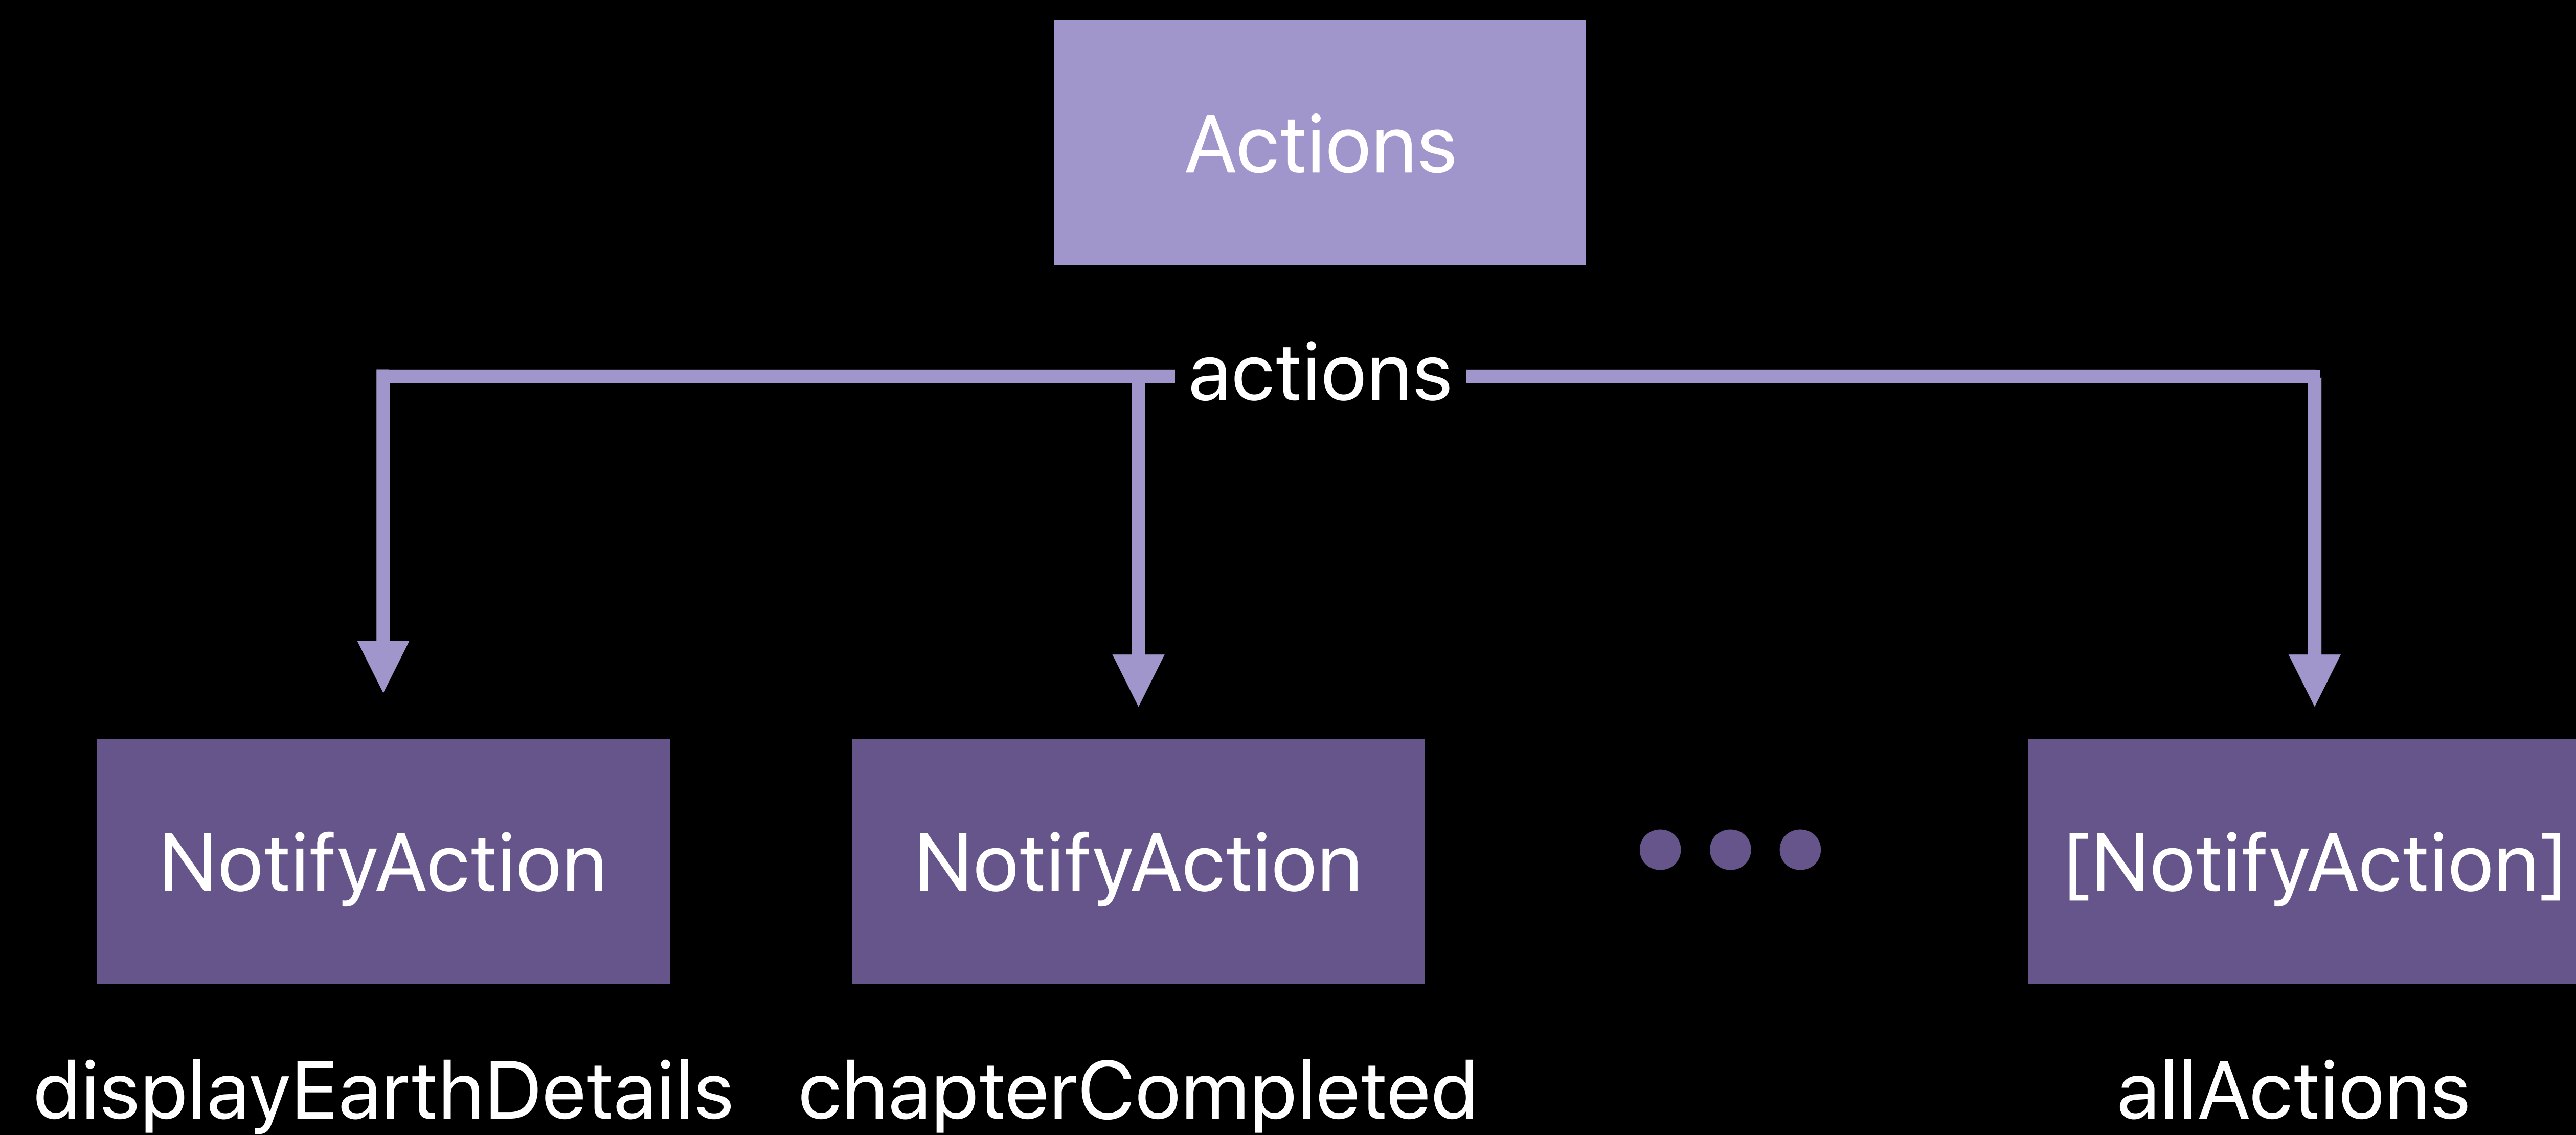 Actions
actions
NotifyAction
NotifyAction
[NotifyAction]
displayEarthDetails
chapterCompleted
allActions